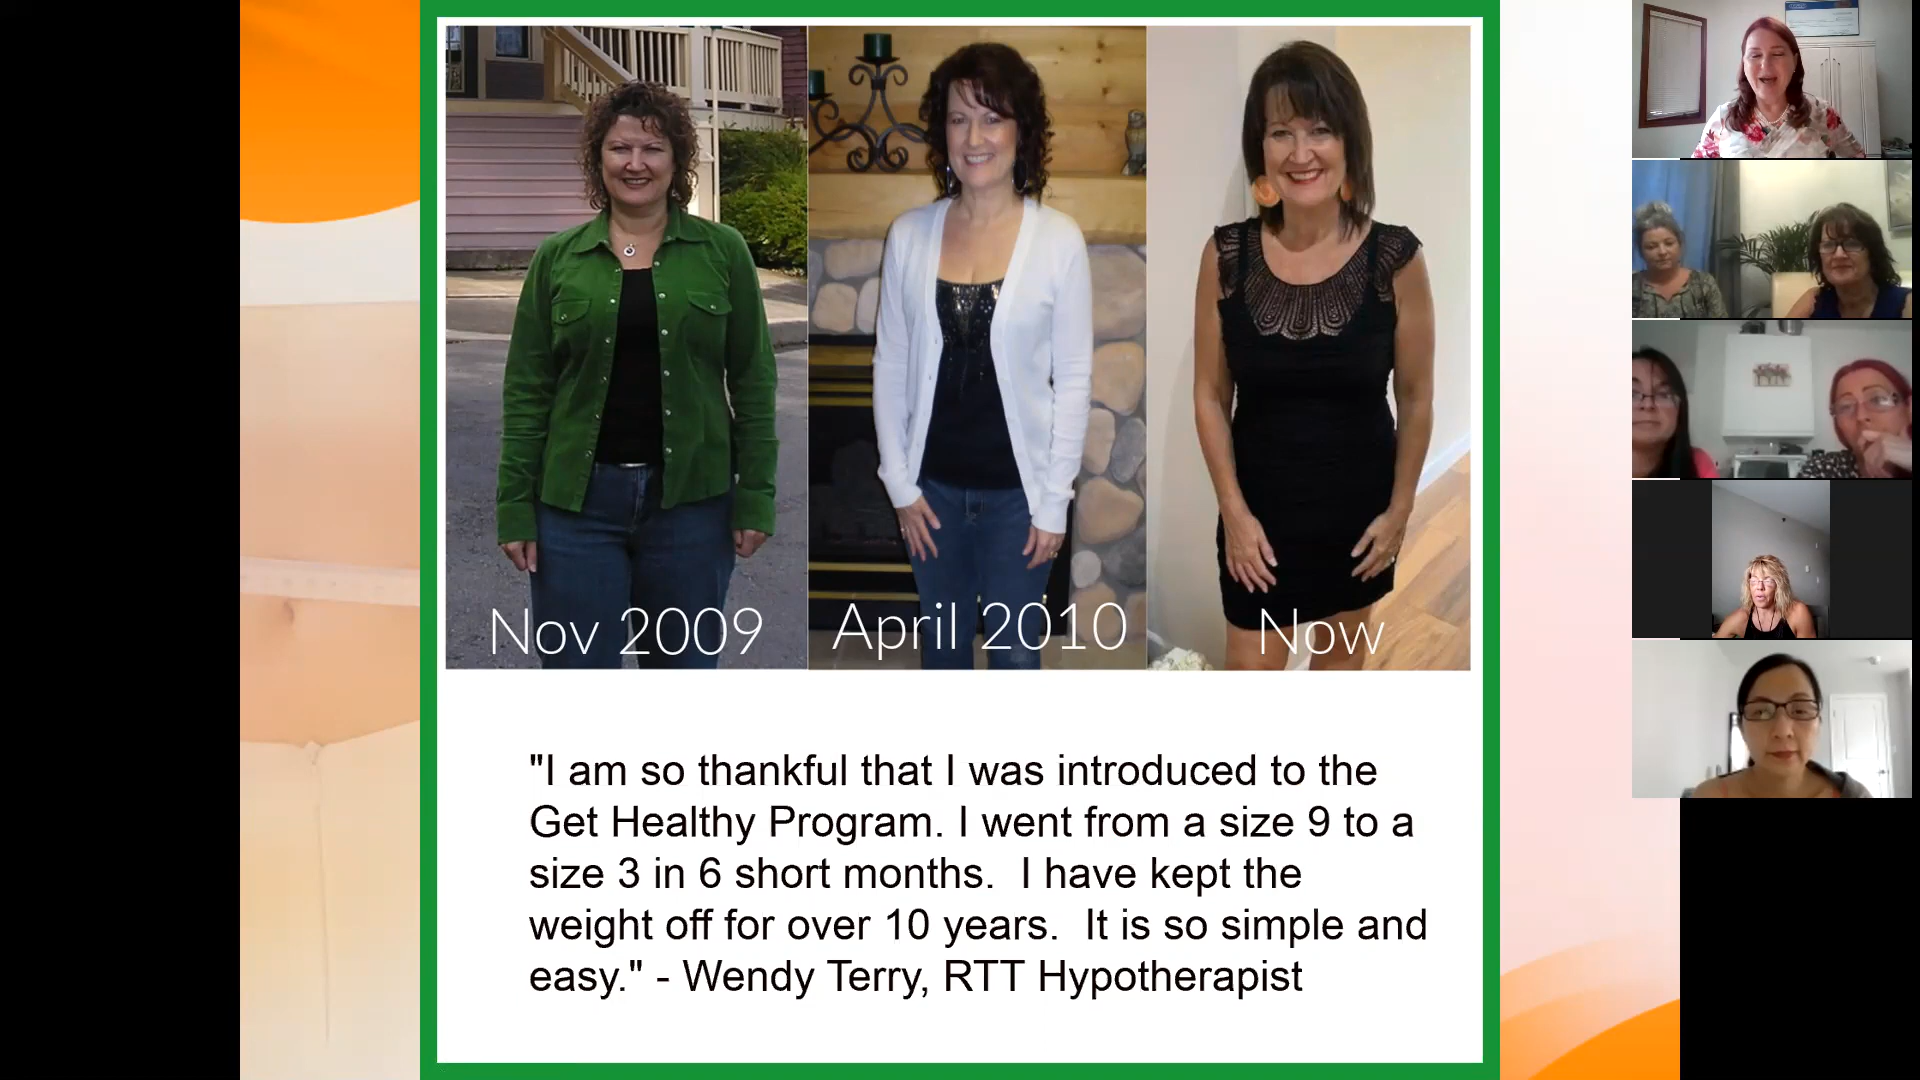 Nov 2009
April 2010
Now
"I am so thankful that I was introduced to the
Get Healthy Program. I went from a size 9 to a
size 3 in 6 short months.  I have kept the
weight off for over 10 years.  It is so simple and
easy." - Wendy Terry, RTT Hypotherapist